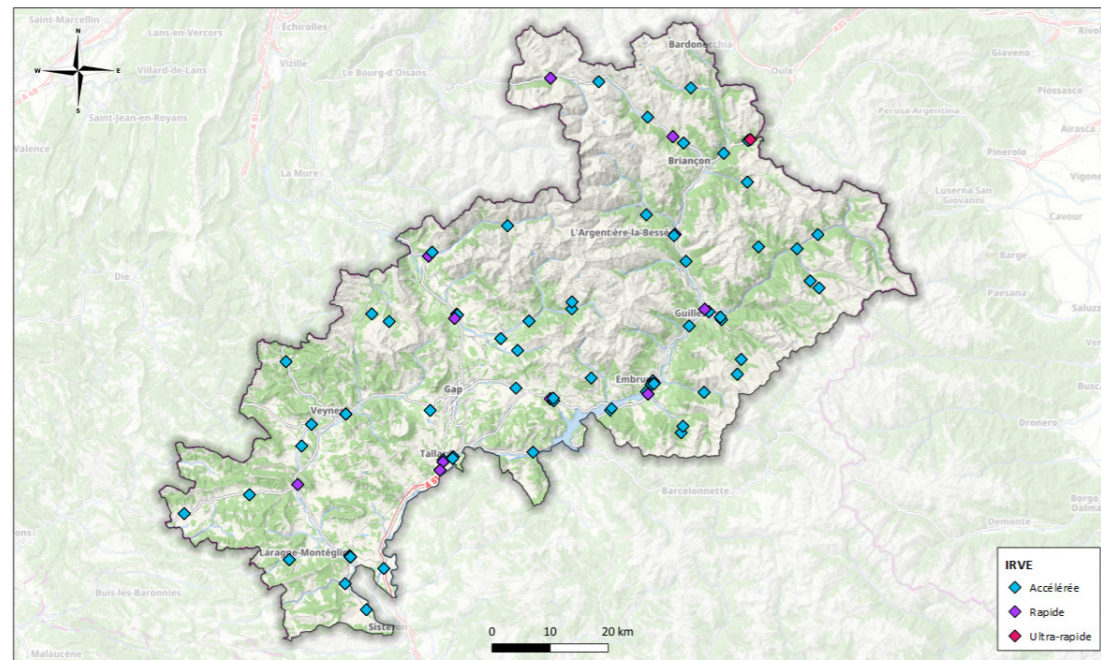 Saint-Marcellin
Echirolles
Lans-en-Vercors
Vizille
Villard-de-Lans
Le Bourg-d'Oisans
Bardonecchia
Oulx
Giaveno
Rivoli
Piossasco
Perosa Argentina
Airasca
Saint-Jean-en-Royans
A 51
Valence
Pinerolo
La Mure
Briançon
Vigone
Luserna San
Giovanni
Cavour
L'Argentière-la-Bessée
Die
Barge
Paesana
Saluzzo
Guillestre
Embrun
Gap
Veynes
Dronero
Tallard
Barcelonnette
Borgo
Demonte
Laragne-Montéglin
Buis-les-Baronnies
Sisteron
Malaucène
N
W
E
S
0 10 20 km
IRVE
Accélérée
Rapide
Ultra-rapide